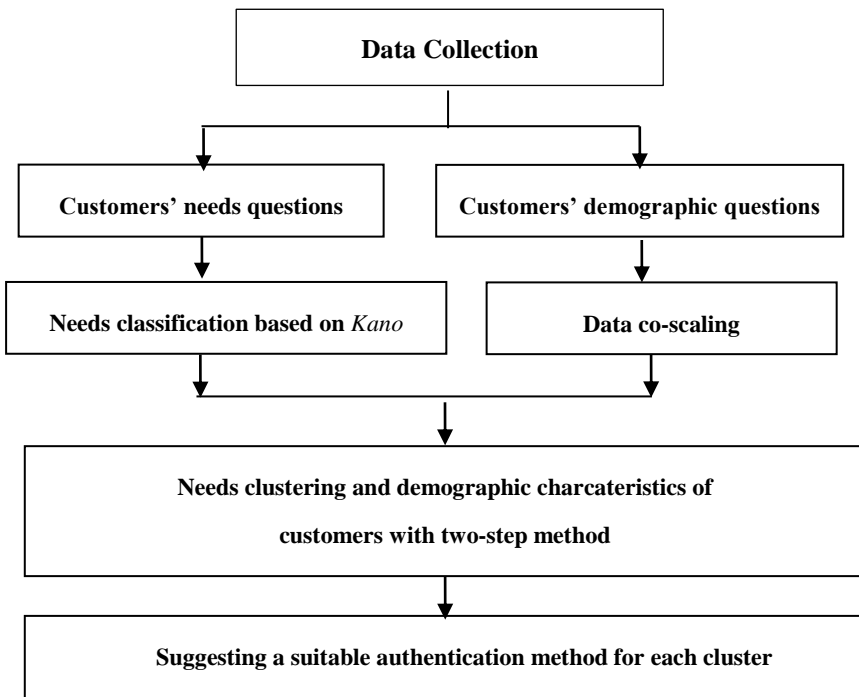 Data Collection
Customers’ needs questions
Customers’ demographic questions
Needs classification based on Kano
Data co-scaling
Needs clustering and demographic charcateristics of
customers with two-step method
Suggesting a suitable authentication method for each cluster